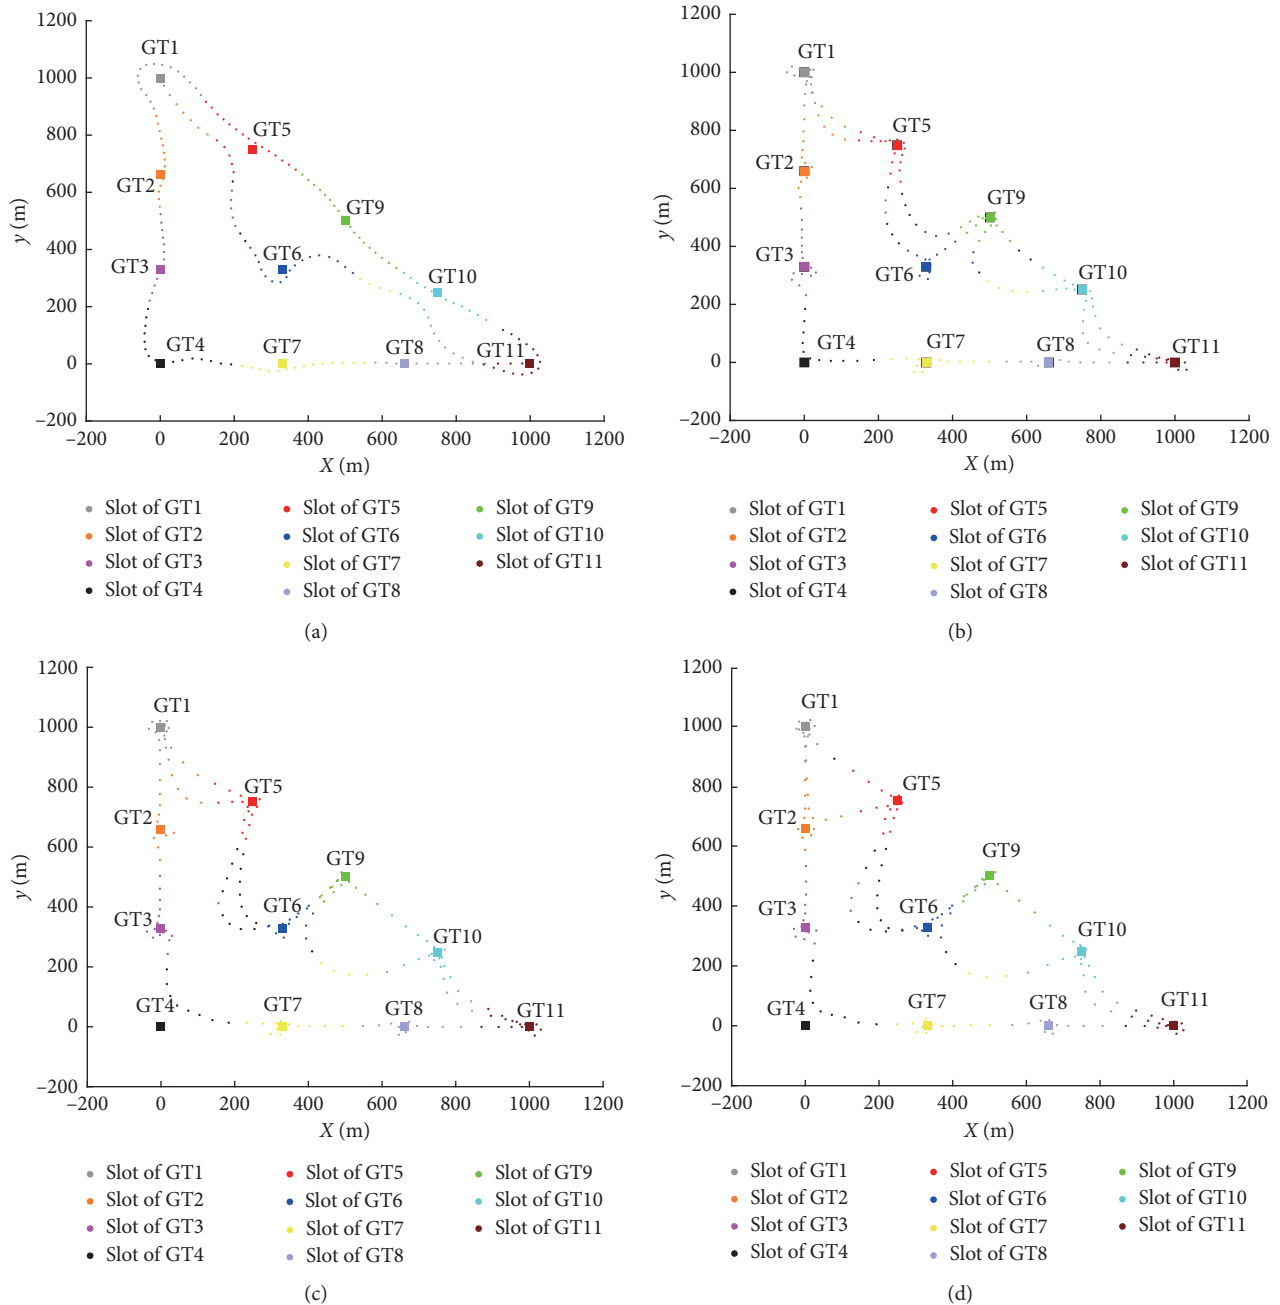 1200
1000
800
600
400
200
0
−200
y (m)
GT1
GT5
GT2
GT9
GT3
GT6
GT10
GT4
GT7
GT8
GT11
−200 0 200 400 600 800 1000 1200
X (m)
Slot of GT1 Slot of GT5 Slot of GT9
Slot of GT2 Slot of GT6 Slot of GT10
Slot of GT3 Slot of GT7 Slot of GT11
Slot of GT4 Slot of GT8
(a)
1200
1000
800
600
400
200
0
−200
y (m)
GT1
GT5
GT2
GT9
GT3
GT6
GT10
GT4
GT7
GT8
GT11
−200 0 200 400 600 800 1000 1200
X (m)
Slot of GT1 Slot of GT5 Slot of GT9
Slot of GT2 Slot of GT6 Slot of GT10
Slot of GT3 Slot of GT7 Slot of GT11
Slot of GT4 Slot of GT8
(b)
1200
1000
800
600
400
200
0
−200
y (m)
GT1
GT5
GT2
GT9
GT3
GT6
GT10
GT4
GT7
GT8
GT11
−200 0 200 400 600 800 1000 1200
X (m)
Slot of GT1 Slot of GT5 Slot of GT9
Slot of GT2 Slot of GT6 Slot of GT10
Slot of GT3 Slot of GT7 Slot of GT11
Slot of GT4 Slot of GT8
(c)
1200
1000
800
600
400
200
0
−200
y (m)
GT1
GT5
GT2
GT9
GT3
GT6
GT10
GT4
GT7
GT8
GT11
−200 0 200 400 600 800 1000 1200
X (m)
Slot of GT1 Slot of GT5 Slot of GT9
Slot of GT2 Slot of GT6 Slot of GT10
Slot of GT3 Slot of GT7 Slot of GT11
Slot of GT4 Slot of GT8
(d)